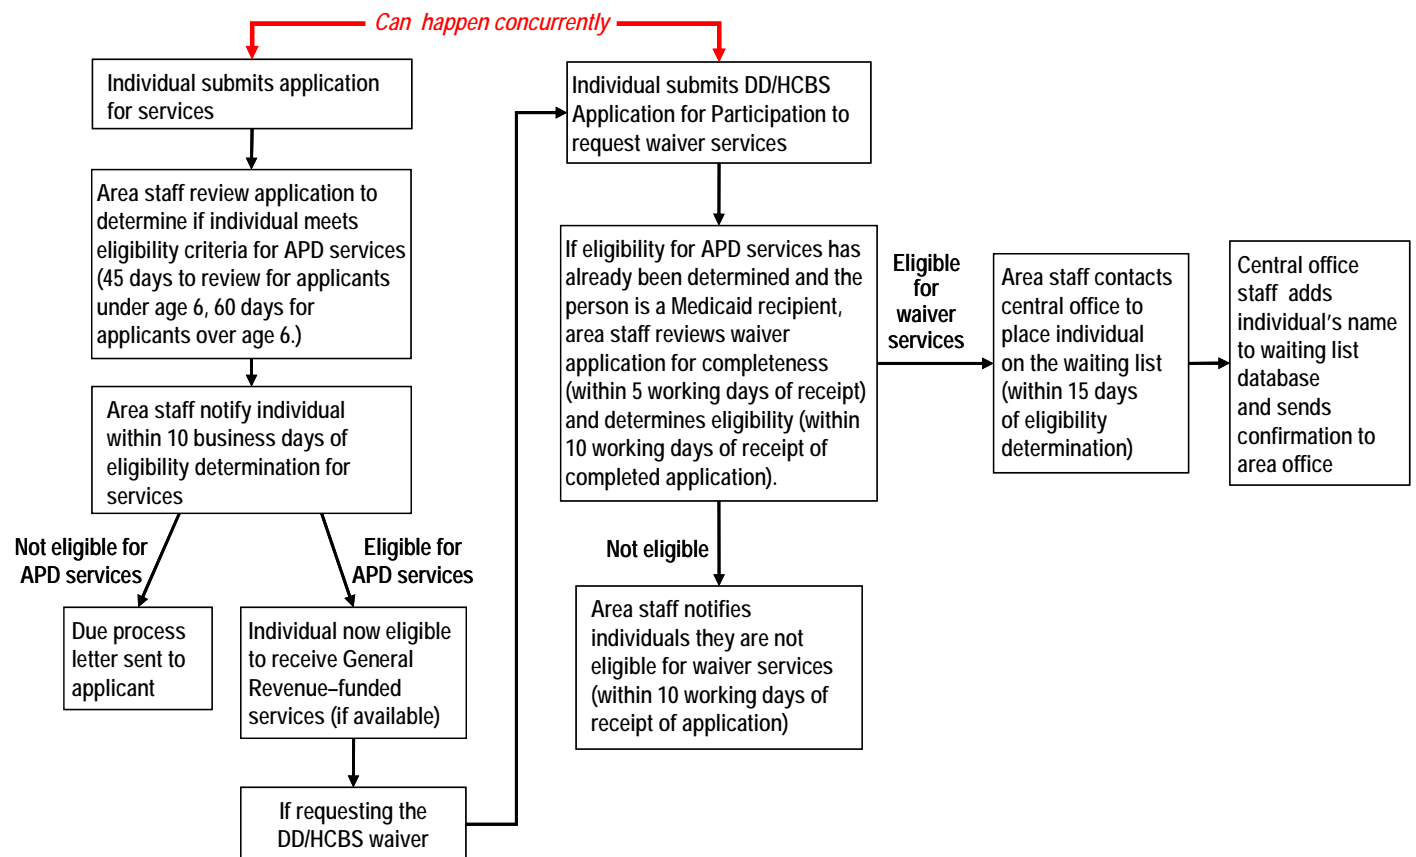 Can happen concurrently
Individual submits application
for services
Area staff review application to
determine if individual meets
eligibility criteria for APD services
(45 days to review for applicants
under age 6, 60 days for
applicants over age 6.)
Area staff notify individual
within 10 business days of
eligibility determination for
services
Not eligible for
APD services
Eligible for
APD services
Due process
letter sent to
applicant
Individual now eligible
to receive General
Revenue–funded
services (if available)
If requesting the
DD/HCBS waiver
Individual submits DD/HCBS
Application for Participation to
request waiver services
If eligibility for APD services has
already been determined and the
person is a Medicaid recipient,
area staff reviews waiver
application for completeness
(within 5 working days of receipt)
and determines eligibility (within
10 working days of receipt of
completed application).
Not eligible
Area staff notifies
individuals they are not
eligible for waiver services
(within 10 working days of
receipt of application)
Eligible
for
waiver
services
Area staff contacts
central office to
place individual
on the waiting list
(within 15 days
of eligibility
determination)
Central office
staff adds
individual's name
to waiting list
database
and sends
confirmation to
area office